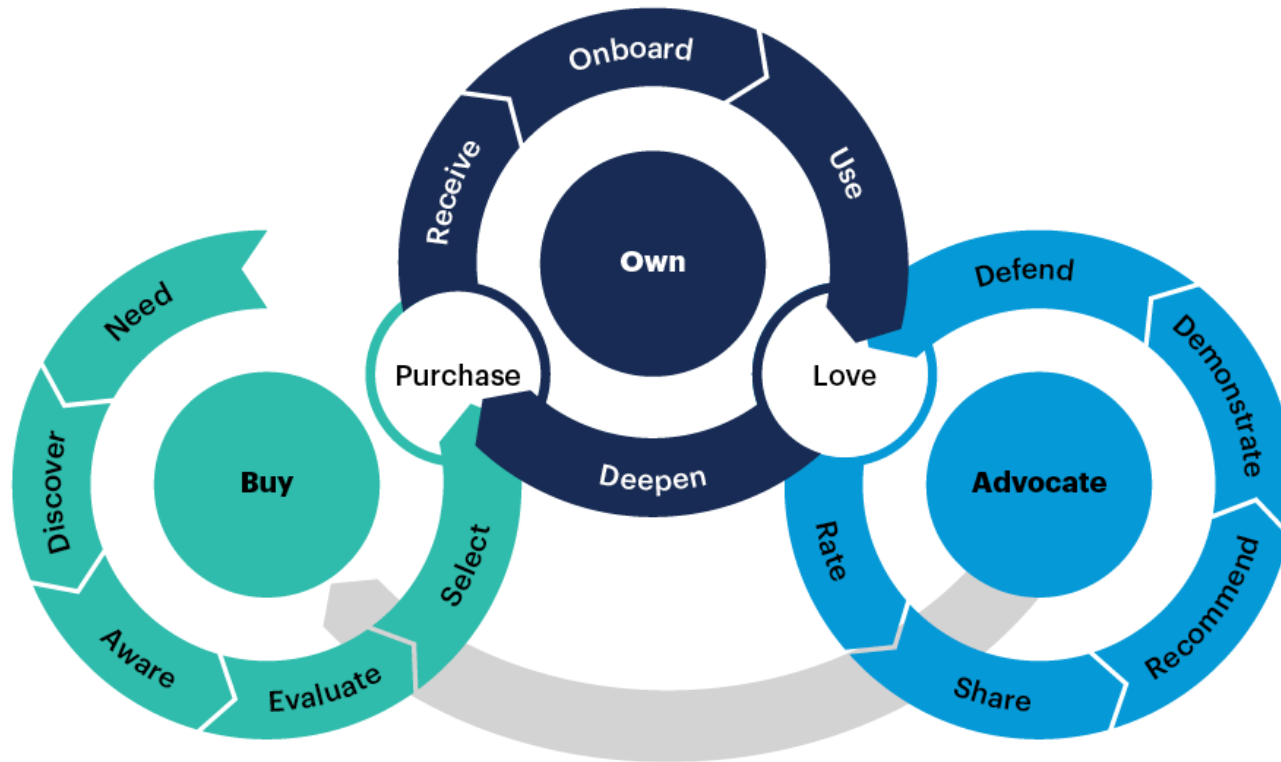 Need
Discover
Aware
Evaluate
Select
Buy
Purchase
Receive
Onboard
Use
Own
Deepen
Love
Rate
Share
Recommend
Demonstrate
Defend
Advocate